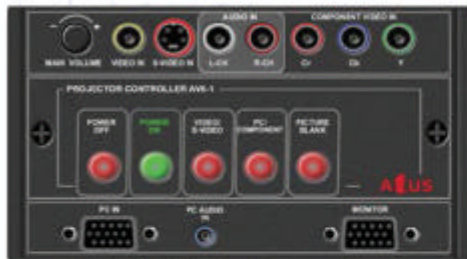 AUDIO IN
COMPONENT VIDEO IN
MAIN VOLUME
VIDEO IN
S-VIDEO IN
L-CH
R-CH
Cr
Cb
Y
PROJECTOR CONTROLLER AV6-1
POWER
OFF
POWER
ON
VIDEO/
S-VIDEO
PC/
COMPONENT
PICTURE
BLANK
PC IN
PC AUDIO
IN
MONITOR